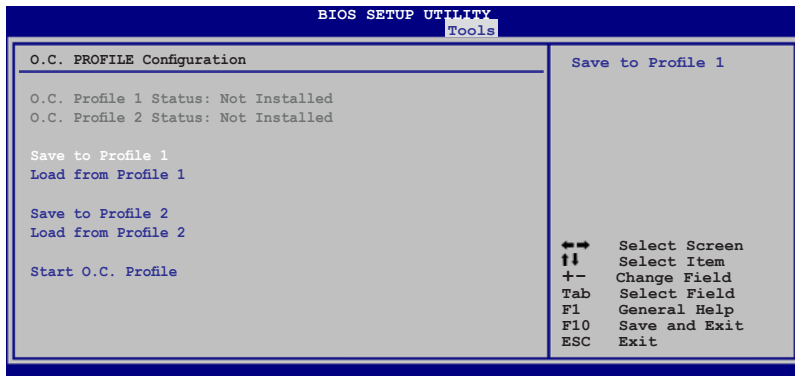 BIOS SETUP UTILITY
Tools
O.C. PROFILE Configuration
O.C. Profile 1 Status: Not Installed
O.C. Profile 2 Status: Not Installed
Save to Profile 1
Load from Profile 1
Save to Profile 2
Load from Profile 2
Start O.C. Profile
Save to Profile 1
←→ Select Screen
↑↓ Select Item
+- Change Field
Tab Select Field
F1 General Help
F10 Save and Exit
ESC Exit